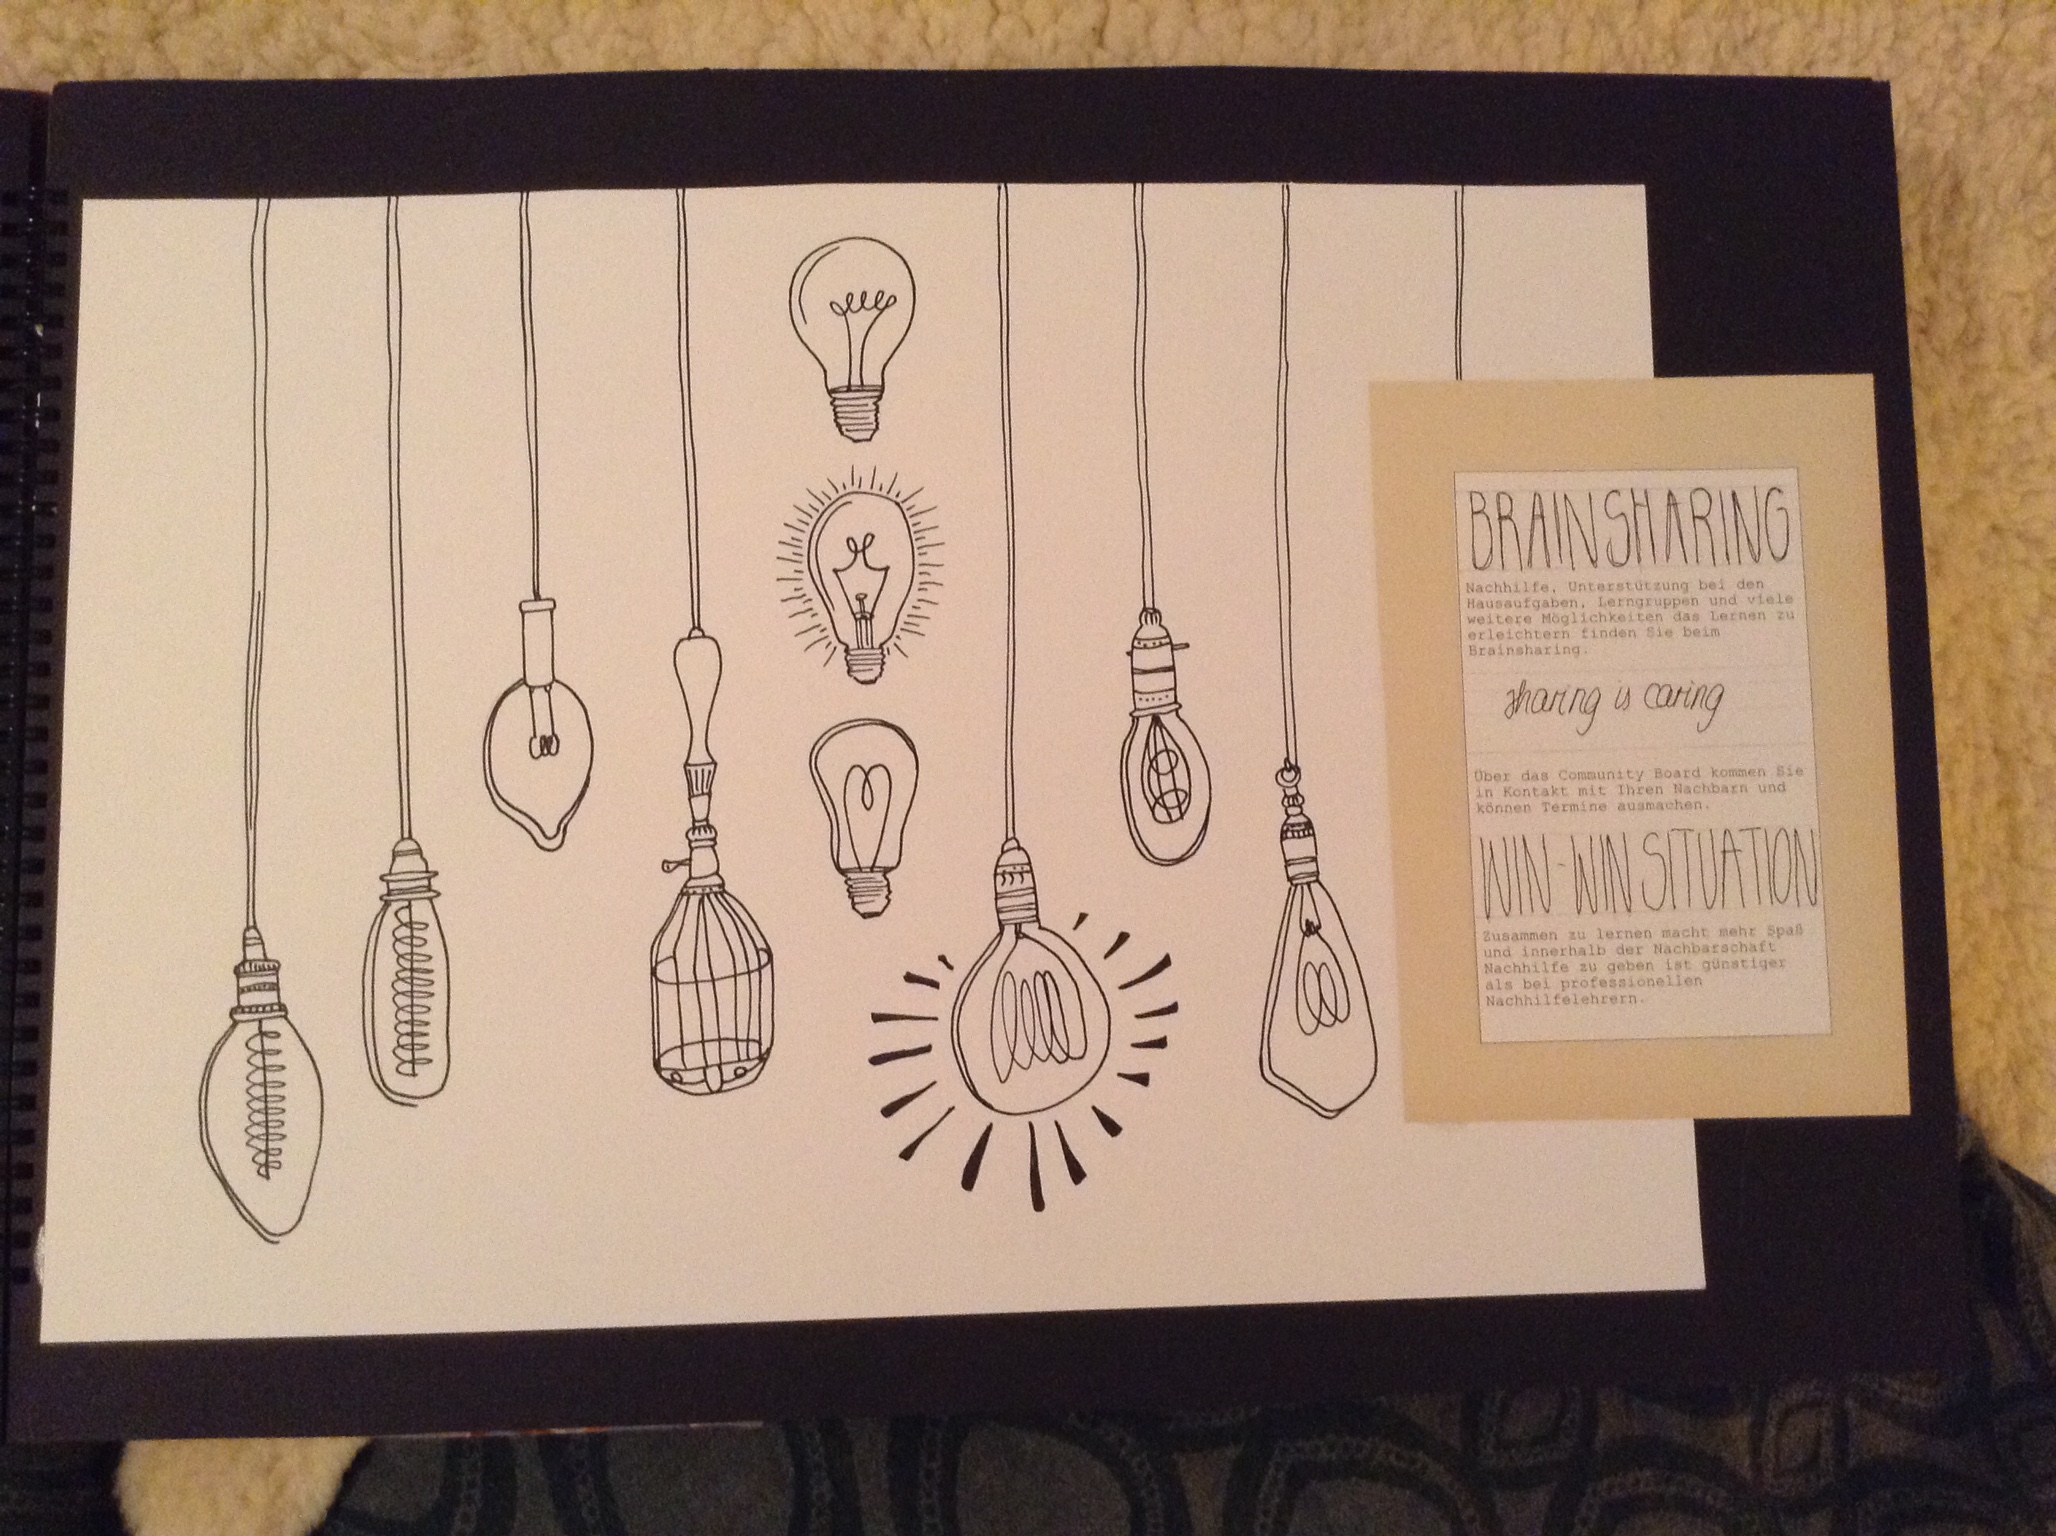 BRAINSHARING
Nachhilfe, Unterstützung bei den
Hausaufgaben, Lerngruppen und viele
weitere Möglichkeiten das Lernen zu
erleichtern finden Sie beim
Brainsharing.
sharing is caring
Über das Community Board kommen Sie
in Kontakt mit Ihren Nachbarn und
können Termine ausmachen.
WIN-WIN SITUATION
Zusammen zu lernen macht mehr Spaß
und innerhalb der Nachbarschaft
Nachhilfe zu geben ist günstiger
als bei professionellen
Nachhilfelehrern.